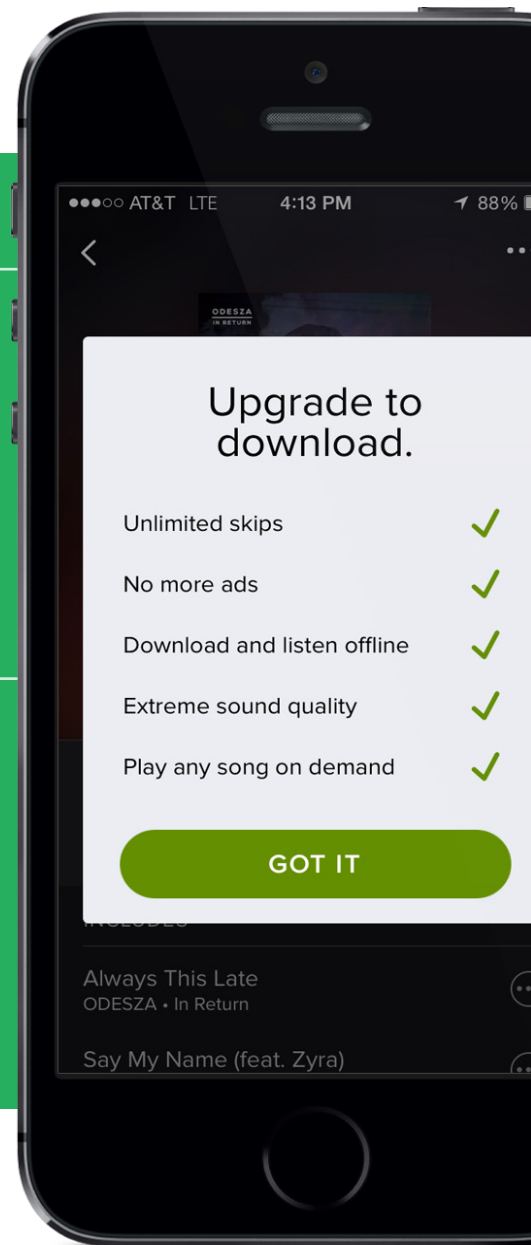 ●●●○○ AT&T LTE 4:13 PM 88%
ODESZA
IN RETURN
Upgrade to
download.
Unlimited skips
No more ads
Download and listen offline
Extreme sound quality
Play any song on demand
GOT IT
INCLUDES
Always This Late
ODESZA • In Return
Say My Name (feat. Zyra)